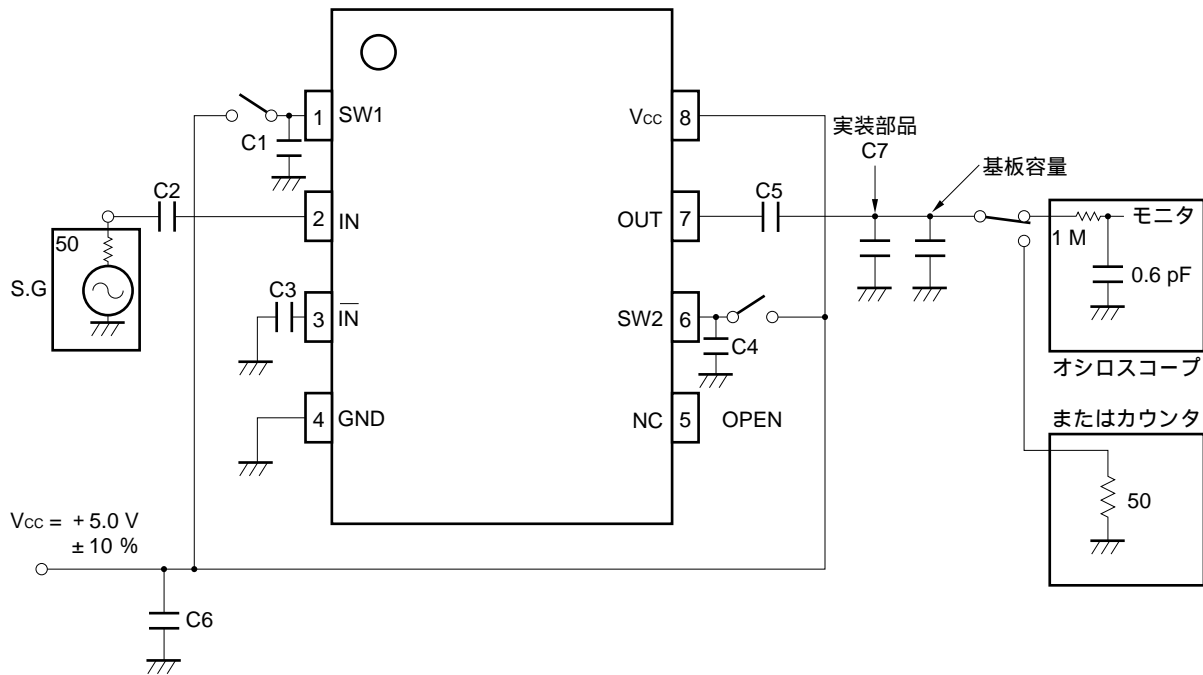 1 SW1
C1
C2
2 IN
50
S.G
C3
3 IN
4 GND
VCC = +5.0 V
±10 %
C6
VCC 8
OUT 7
C5
SW2 6
C4
NC 5 OPEN
実装部品
C7
基板容量
1 M
モニタ
0.6 pF
オシロスコープ
またはカウンタ
50